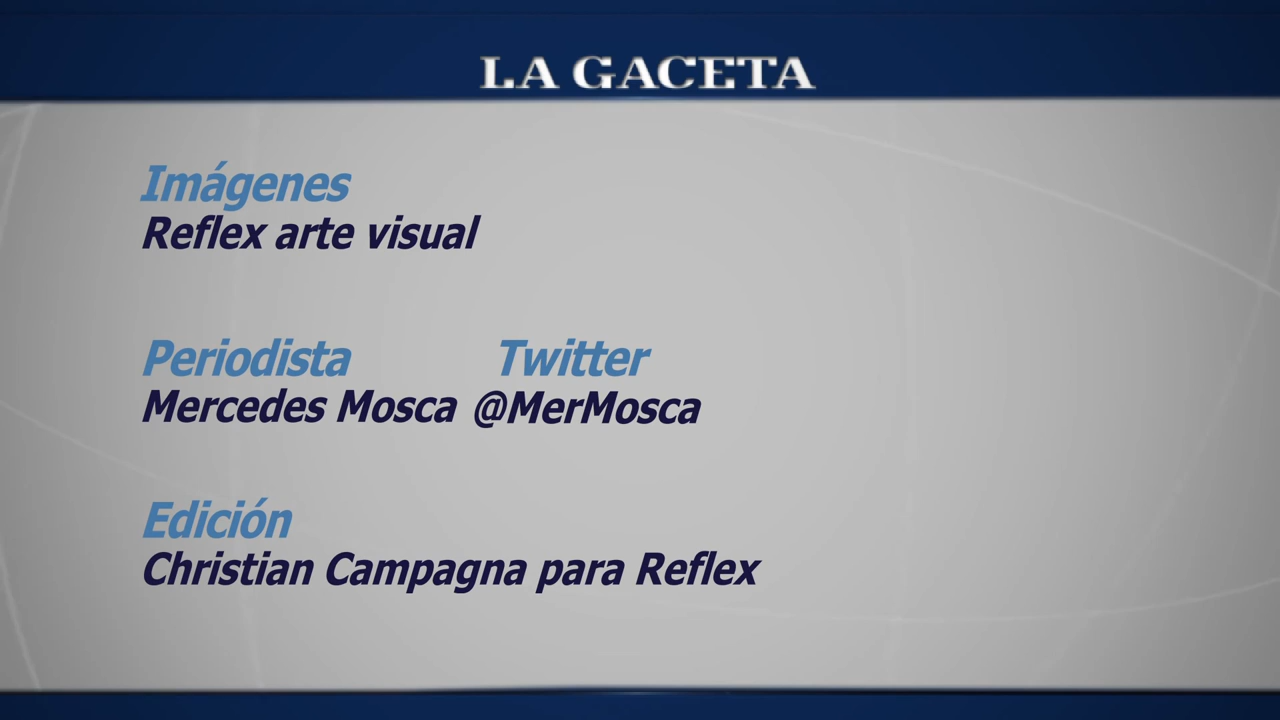 LA GACETA
Imágenes
Reflex arte visual
Periodista Twitter
Mercedes Mosca @MerMosca
Edición
Christian Campagna para Reflex